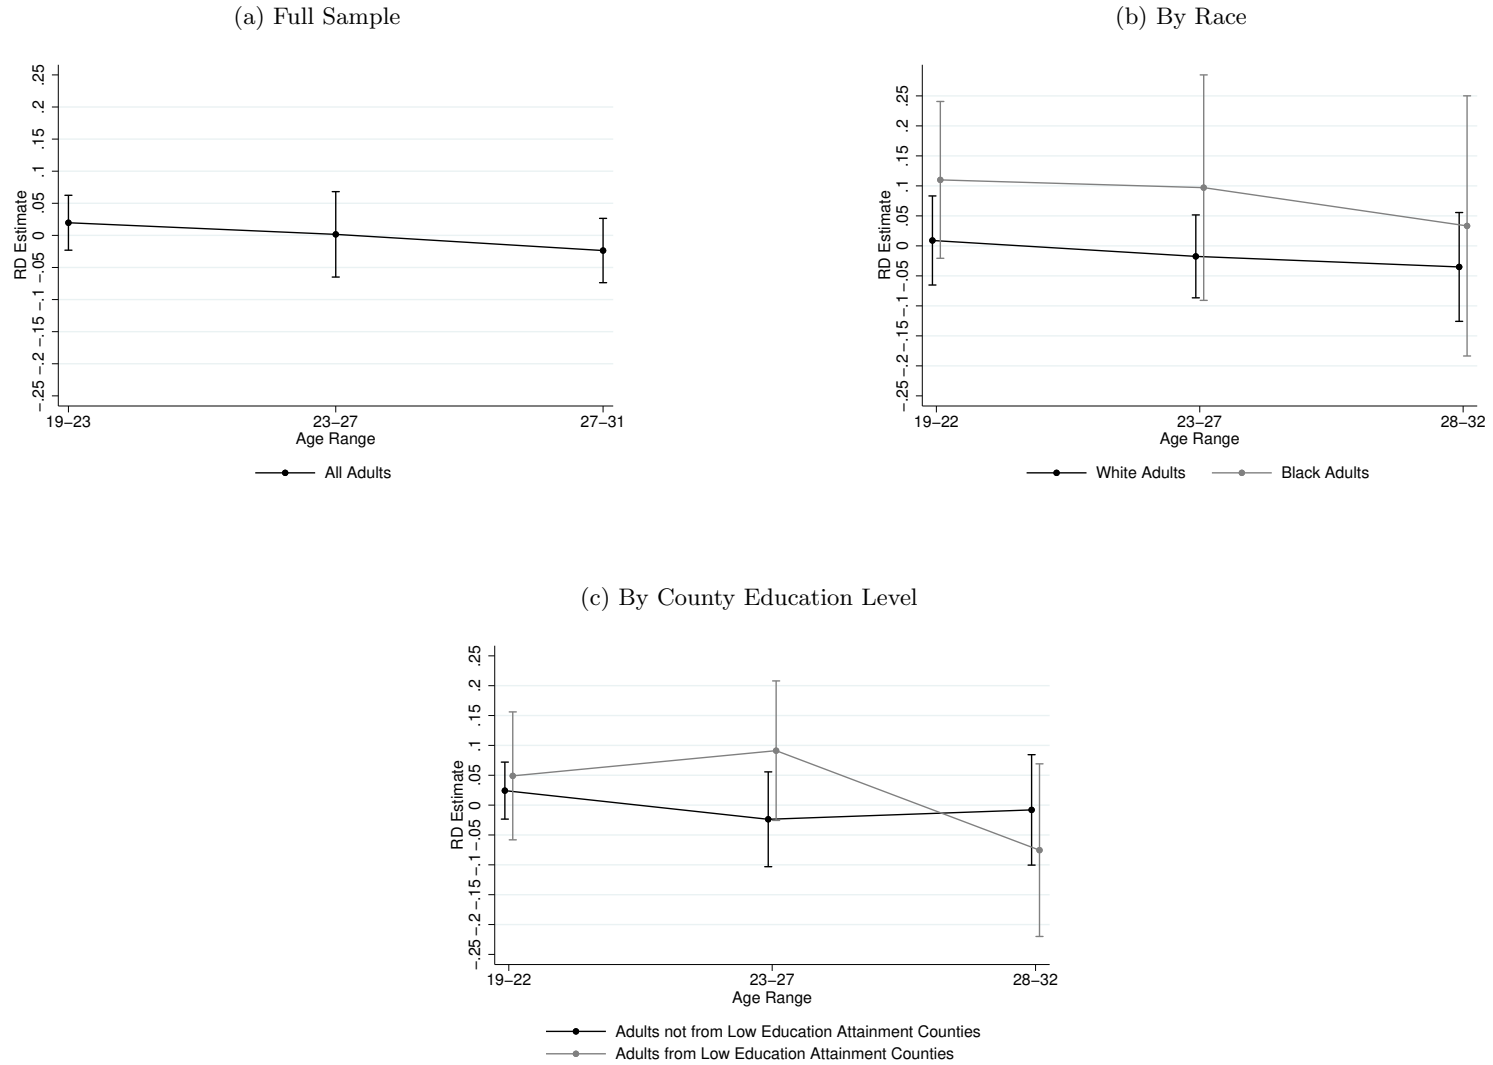 (a) Full Sample
RD Estimate
−.25 −.2 −.15 −.1 −.05 0 .05 .1 .15 .2 .25
19−23 23−27 27−31
Age Range
All Adults
(b) By Race
RD Estimate
−.25 −.2 −.15 −.1 −.05 0 .05 .1 .15 .2 .25
19−22 23−27 28−32
Age Range
White Adults Black Adults
(c) By County Education Level
RD Estimate
−.25 −.2 −.15 −.1 −.05 0 .05 .1 .15 .2 .25
19−22 23−27 28−32
Age Range
Adults not from Low Education Attainment Counties
Adults from Low Education Attainment Counties